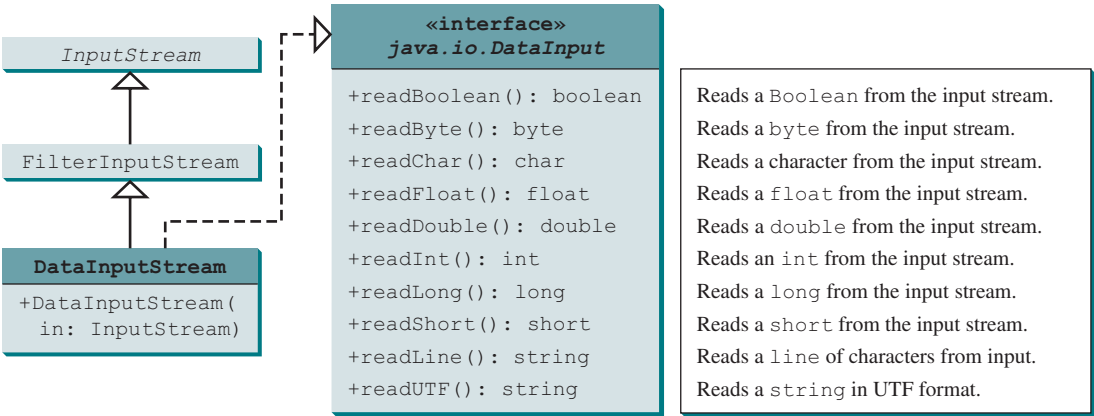 InputStream
FilterInputStream
DataInputStream
+DataInputStream(
in: InputStream)
«interface»
java.io.DataInput
+readBoolean(): boolean
+readByte(): byte
+readChar(): char
+readFloat(): float
+readDouble(): double
+readInt(): int
+readLong(): long
+readShort(): short
+readLine(): string
+readUTF(): string
Reads a Boolean from the input stream.
Reads a byte from the input stream.
Reads a character from the input stream.
Reads a float from the input stream.
Reads a double from the input stream.
Reads an int from the input stream.
Reads a long from the input stream.
Reads a short from the input stream.
Reads a line of characters from input.
Reads a string in UTF format.